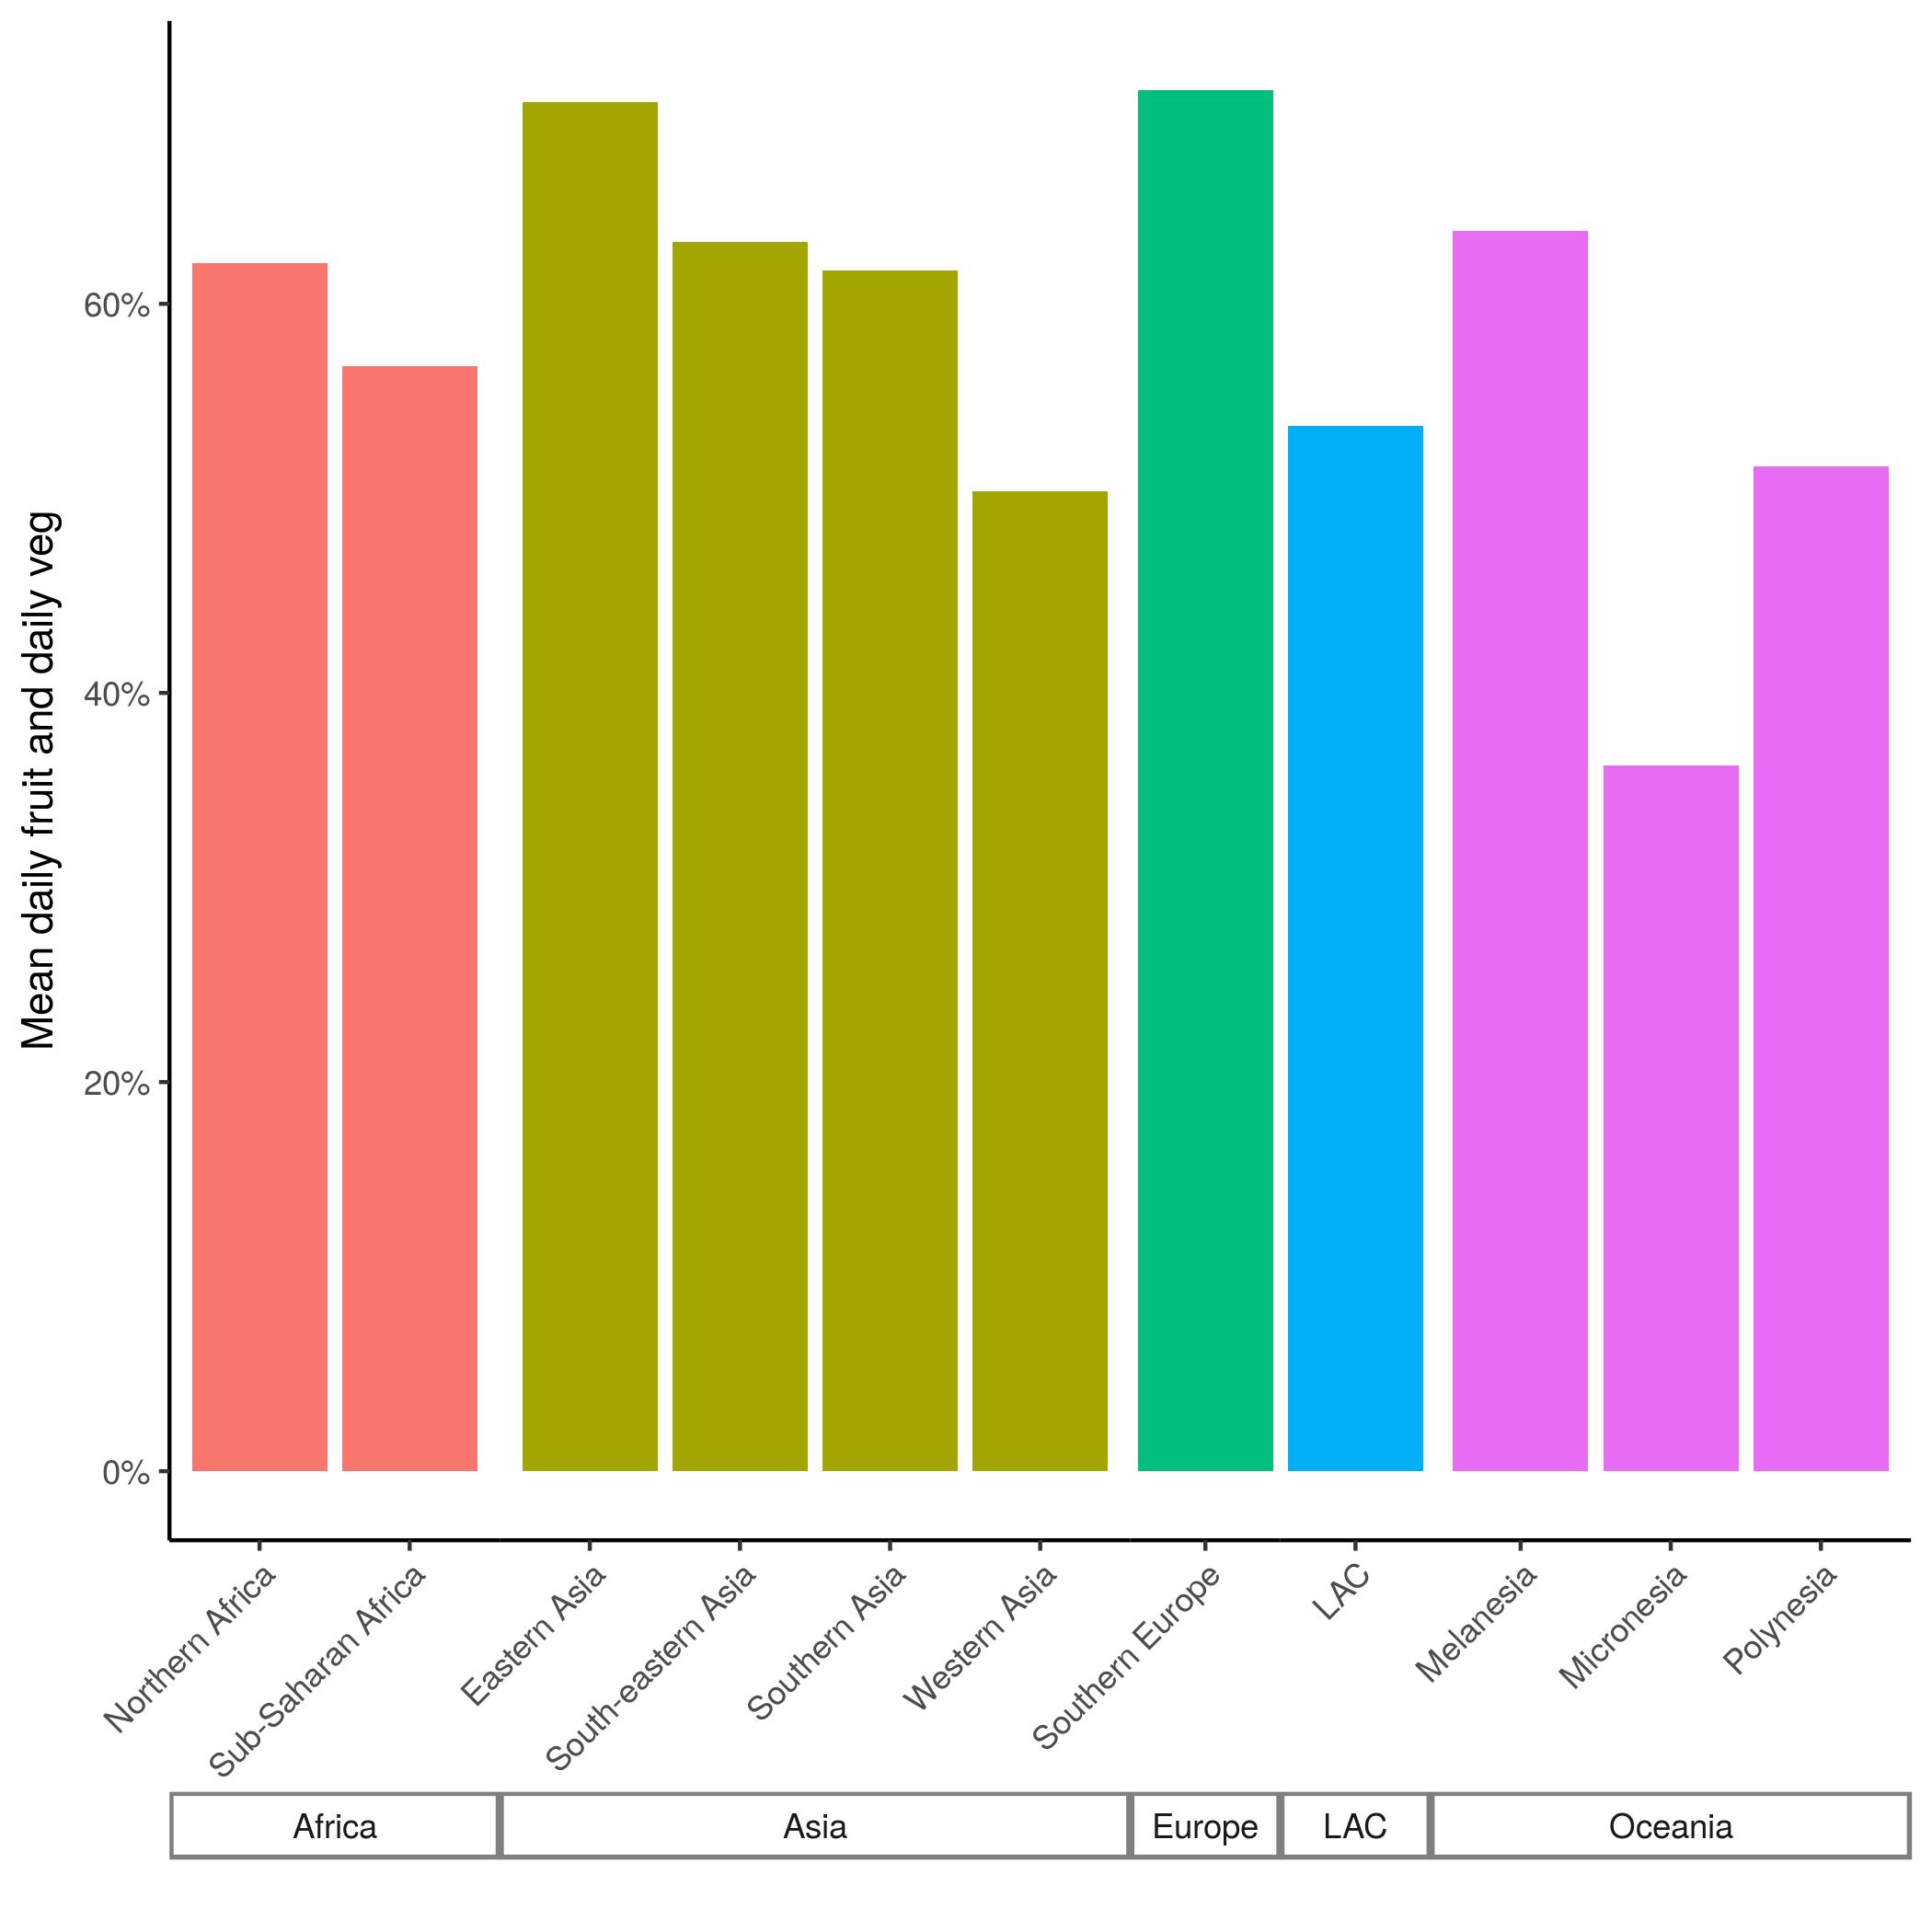 Mean daily fruit and daily veg
60%
40%
20%
0%
Northern Africa
Sub-Saharan Africa
Eastern Asia
South-eastern Asia
Southern Asia
Western Asia
Southern Europe
LAC
Melanesia
Micronesia
Polynesia
Africa
Asia
Europe
LAC
Oceania